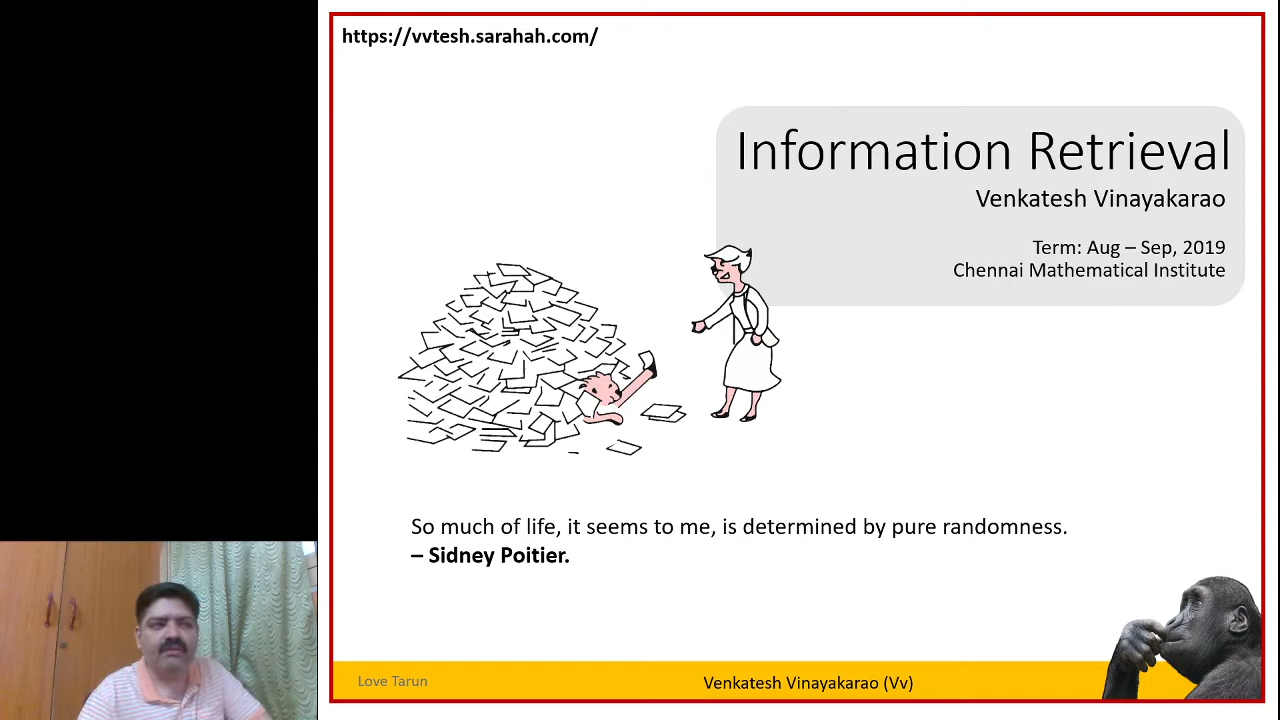 https://vvtesh.sarahah.com/
Information Retrieval
Venkatesh Vinayakarao
Term: Aug – Sep, 2019
Chennai Mathematical Institute
So much of life, it seems to me, is determined by pure randomness.
– Sidney Poitier.
Love Tarun
Venkatesh Vinayakarao (Vv)